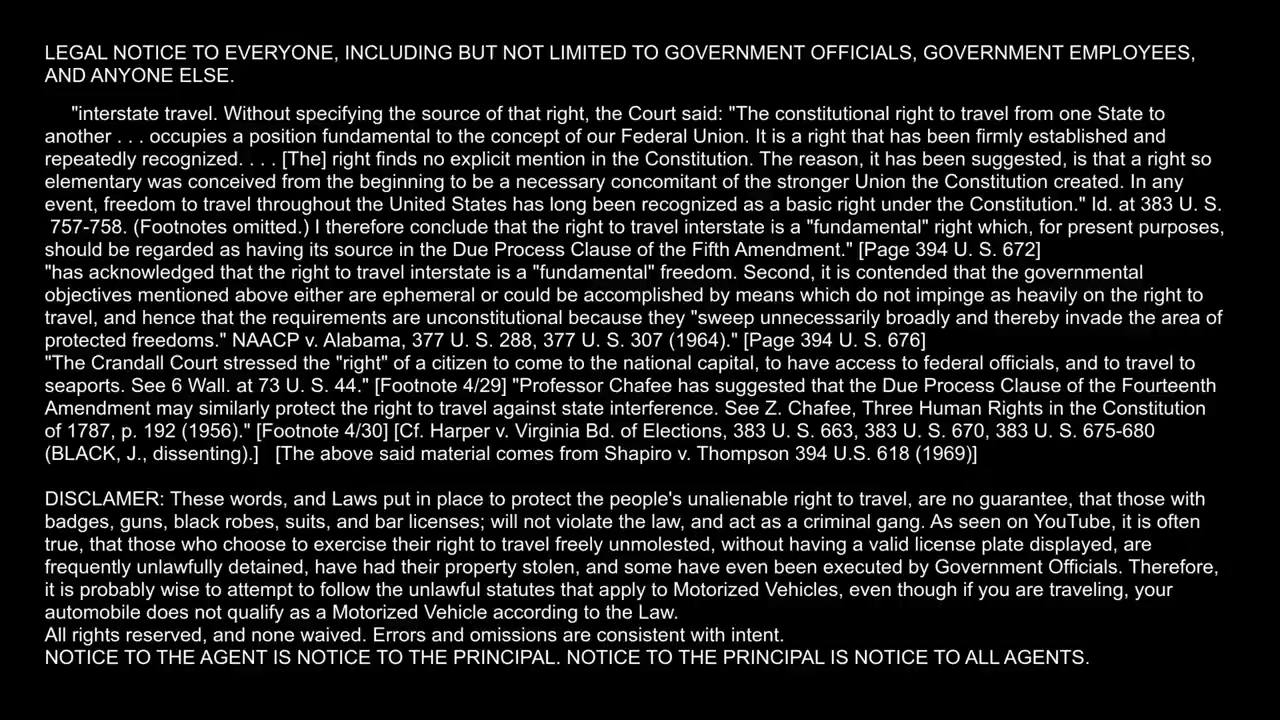 LEGAL NOTICE TO EVERYONE, INCLUDING BUT NOT LIMITED TO GOVERNMENT OFFICIALS, GOVERNMENT EMPLOYEES,
AND ANYONE ELSE.
"interstate travel. Without specifying the source of that right, the Court said: "The constitutional right to travel from one State to
another . . . occupies a position fundamental to the concept of our Federal Union. It is a right that has been firmly established and
repeatedly recognized. . . . [The] right finds no explicit mention in the Constitution. The reason, it has been suggested, is that a right so
elementary was conceived from the beginning to be a necessary concomitant of the stronger Union the Constitution created. In any
event, freedom to travel throughout the United States has long been recognized as a basic right under the Constitution." Id. at 383 U. S.
757-758. (Footnotes omitted.) I therefore conclude that the right to travel interstate is a "fundamental" right which, for present purposes,
should be regarded as having its source in the Due Process Clause of the Fifth Amendment." [Page 394 U. S. 672]
"has acknowledged that the right to travel interstate is a "fundamental" freedom. Second, it is contended that the governmental
objectives mentioned above either are ephemeral or could be accomplished by means which do not impinge as heavily on the right to
travel, and hence that the requirements are unconstitutional because they "sweep unnecessarily broadly and thereby invade the area of
protected freedoms." NAACP v. Alabama, 377 U. S. 288, 377 U. S. 307 (1964)." [Page 394 U. S. 676]
"The Crandall Court stressed the "right" of a citizen to come to the national capital, to have access to federal officials, and to travel to
seaports. See 6 Wall. at 73 U. S. 44." [Footnote 4/29] "Professor Chafee has suggested that the Due Process Clause of the Fourteenth
Amendment may similarly protect the right to travel against state interference. See Z. Chafee, Three Human Rights in the Constitution
of 1787, p. 192 (1956)." [Footnote 4/30] [Cf. Harper v. Virginia Bd. of Elections, 383 U. S. 663, 383 U. S. 670, 383 U. S. 675-680
(BLACK, J., dissenting).] [The above said material comes from Shapiro v. Thompson 394 U.S. 618 (1969)]
DISCLAMER: These words, and Laws put in place to protect the people's unalienable right to travel, are no guarantee, that those with
badges, guns, black robes, suits, and bar licenses; will not violate the law, and act as a criminal gang. As seen on YouTube, it is often
true, that those who choose to exercise their right to travel freely unmolested, without having a valid license plate displayed, are
frequently unlawfully detained, have had their property stolen, and some have even been executed by Government Officials. Therefore,
it is probably wise to attempt to follow the unlawful statutes that apply to Motorized Vehicles, even though if you are traveling, your
automobile does not qualify as a Motorized Vehicle according to the Law.
All rights reserved, and none waived. Errors and omissions are consistent with intent.
NOTICE TO THE AGENT IS NOTICE TO THE PRINCIPAL. NOTICE TO THE PRINCIPAL IS NOTICE TO ALL AGENTS.